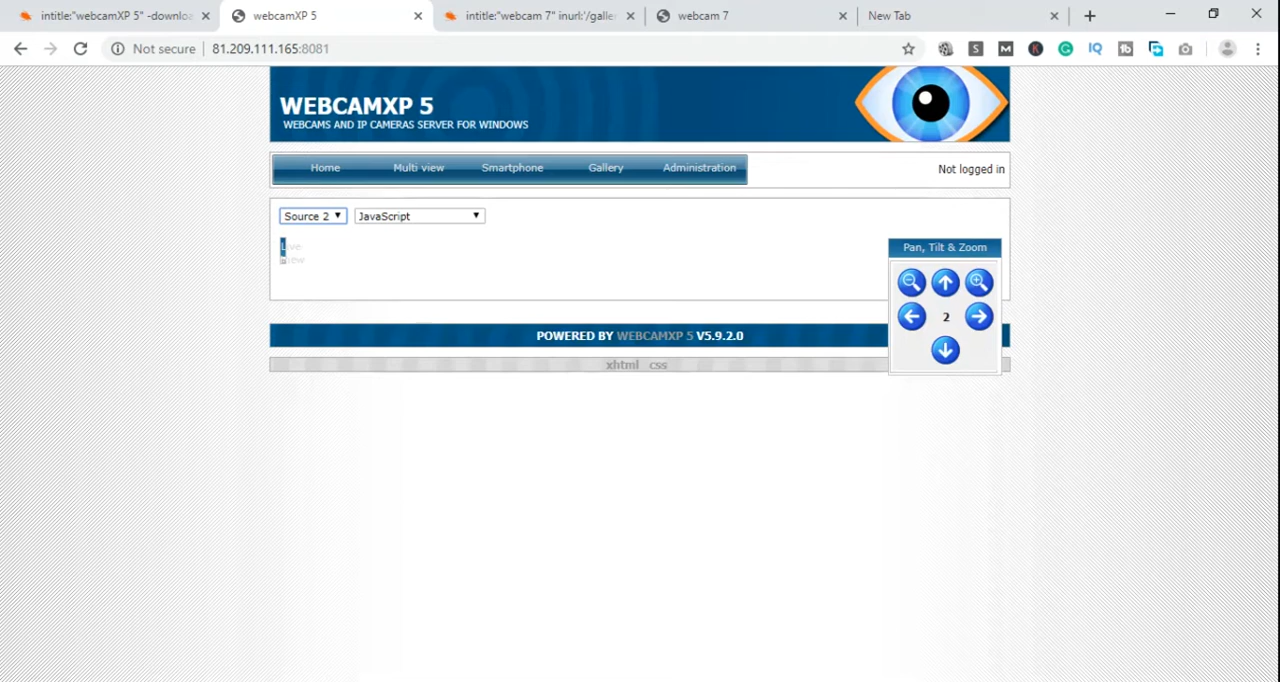 intitle:"webcamXP 5" -downloa
webcamXP 5
intitle:"webcam 7" inurl:'/galle
webcam 7
New Tab
Not secure
81.209.111.165:8081
WEBCAMXP 5
WEBCAMS AND IP CAMERAS SERVER FOR WINDOWS
Home Multi view Smartphone Gallery Administration
Not logged in
Source 2 JavaScript
Live
View
Pan, Tilt & Zoom
2
POWERED BY WEBCAMXP 5 V5.9.2.0
xhtml css